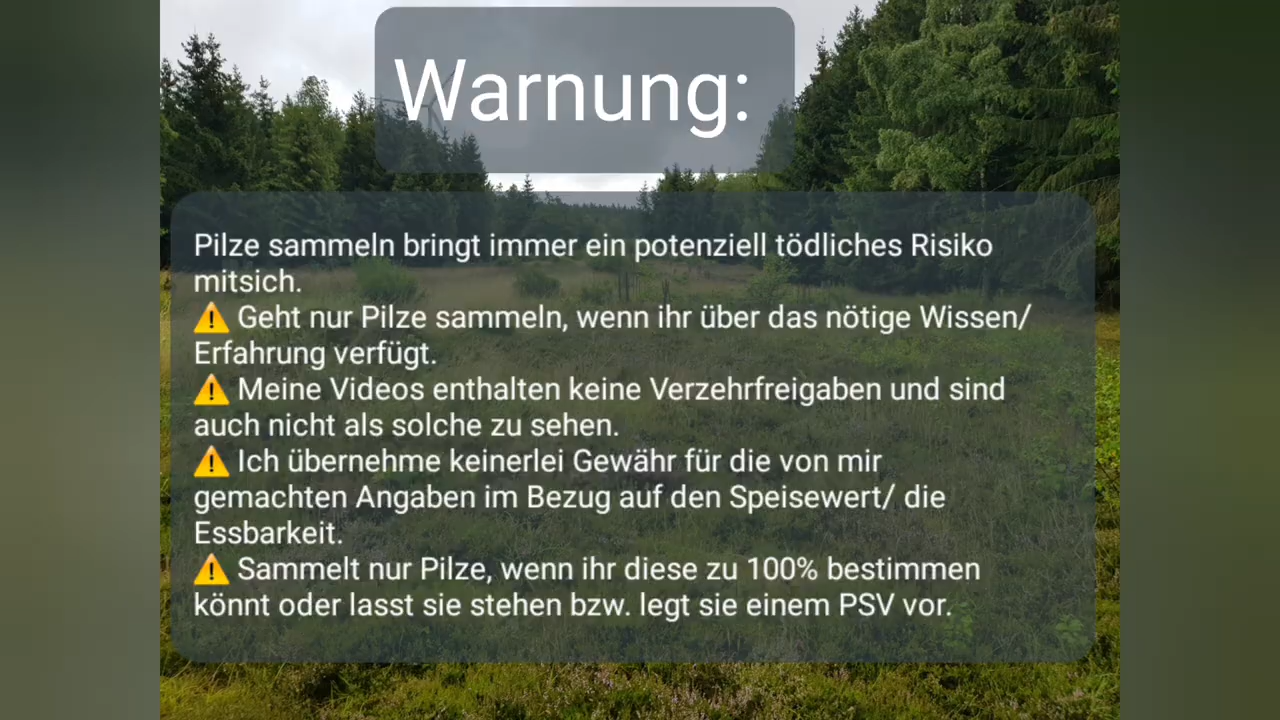 Warnung:
Pilze sammeln bringt immer ein potenziell tödliches Risiko
mitsich.
⚠️ Geht nur Pilze sammeln, wenn ihr über das nötige Wissen/
Erfahrung verfügt.
⚠️ Meine Videos enthalten keine Verzehrfreigaben und sind
auch nicht als solche zu sehen.
⚠️ Ich übernehme keinerlei Gewähr für die von mir
gemachten Angaben im Bezug auf den Speisewert/ die
Essbarkeit.
⚠️ Sammelt nur Pilze, wenn ihr diese zu 100% bestimmen
könnt oder lasst sie stehen bzw. legt sie einem PSV vor.